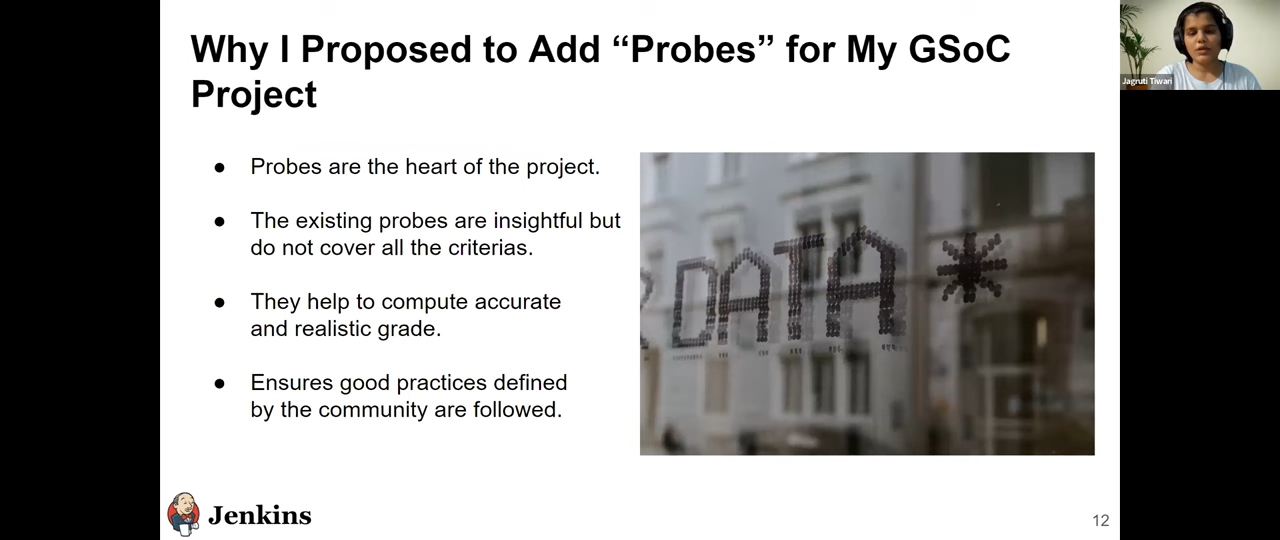 Why I Proposed to Add “Probes” for My GSoC
Project
Jagruti Tiwari
● Probes are the heart of the project.
● The existing probes are insightful but
do not cover all the criterias.
● They help to compute accurate
and realistic grade.
● Ensures good practices defined
by the community are followed.
DATA *
Jenkins
12